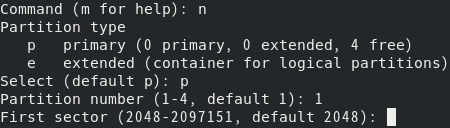 Command (m for help): n
Partition type
   p   primary (0 primary, 0 extended, 4 free)
   e   extended (container for logical partitions)
Select (default p): p
Partition number (1-4, default 1): 1
First sector (2048-2097151, default 2048):